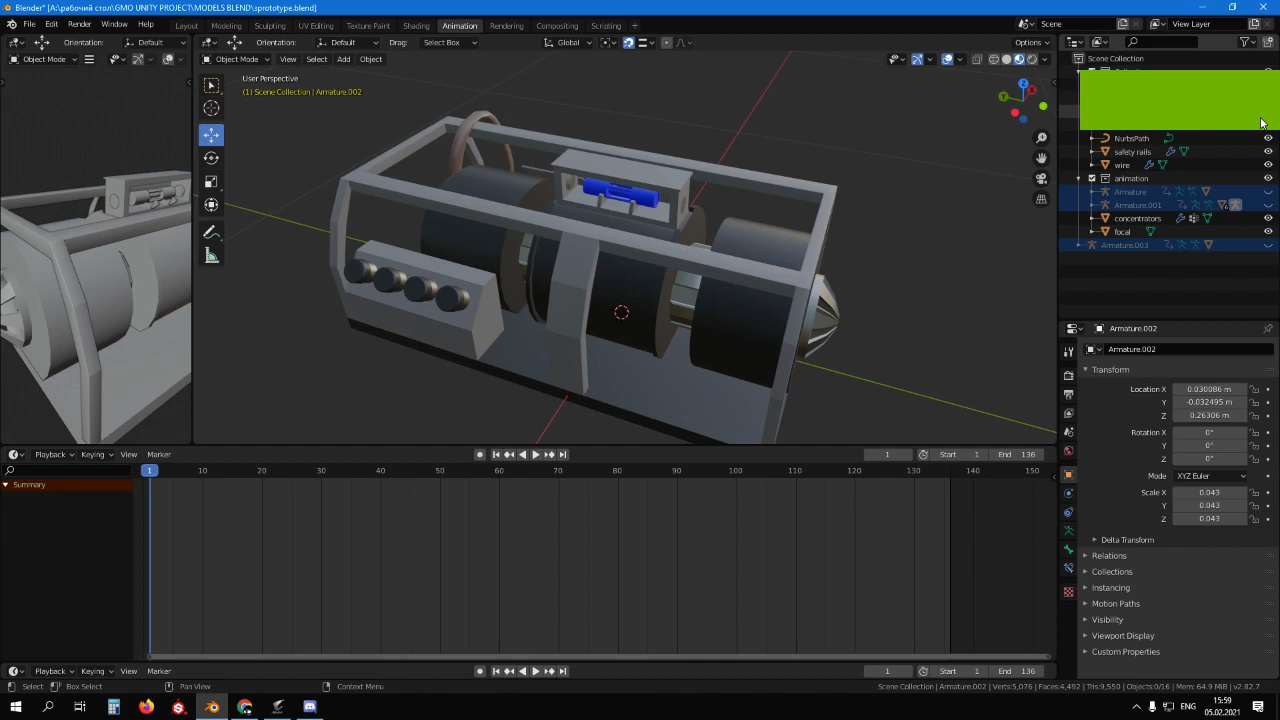 Blender* [A:\рабочий стол\GMO UNITY PROJECT\MODELS BLEND\зprototype.blend]
File Edit Render Window Help Layout Modeling Sculpting UV Editing Texture Paint Shading Animation Rendering Compositing Scripting Scene View Layer
Orientation: Default Orientation: Default Drag: Select Box Global Options
Object Mode Object Mode View Select Add Object Scene Collection
User Perspective
(1) Scene Collection | Armature.002
NurbsPath
safety rails
wire
animation
Armature
Armature.001
concentrators
focal
Armature.003
Armature.002
Armature.002
Transform
Location X 0.030086 m
Y -0.032495 m
Z 0.26306 m
Rotation X 0°
Y 0°
Z 0°
Mode XYZ Euler
Scale X 0.043
Y 0.043
Z 0.043
Delta Transform
Relations
Collections
Instancing
Motion Paths
Visibility
Viewport Display
Custom Properties
Playback Keying View Marker 1 Start 1 End 136
1 10 20 30 40 50 60 70 80 90 100 110 120 130 140 150
Summary
Playback Keying View Marker 1 Start 1 End 136
Select Box Select Pan View Context Menu Scene Collection | Armature.002 | Verts:5,076 | Faces:4,492 | Tris:9,550 | Objects:0/16 | Mem: 64.9 MiB | v2.82.7
ENG 15:59
05.02.2021